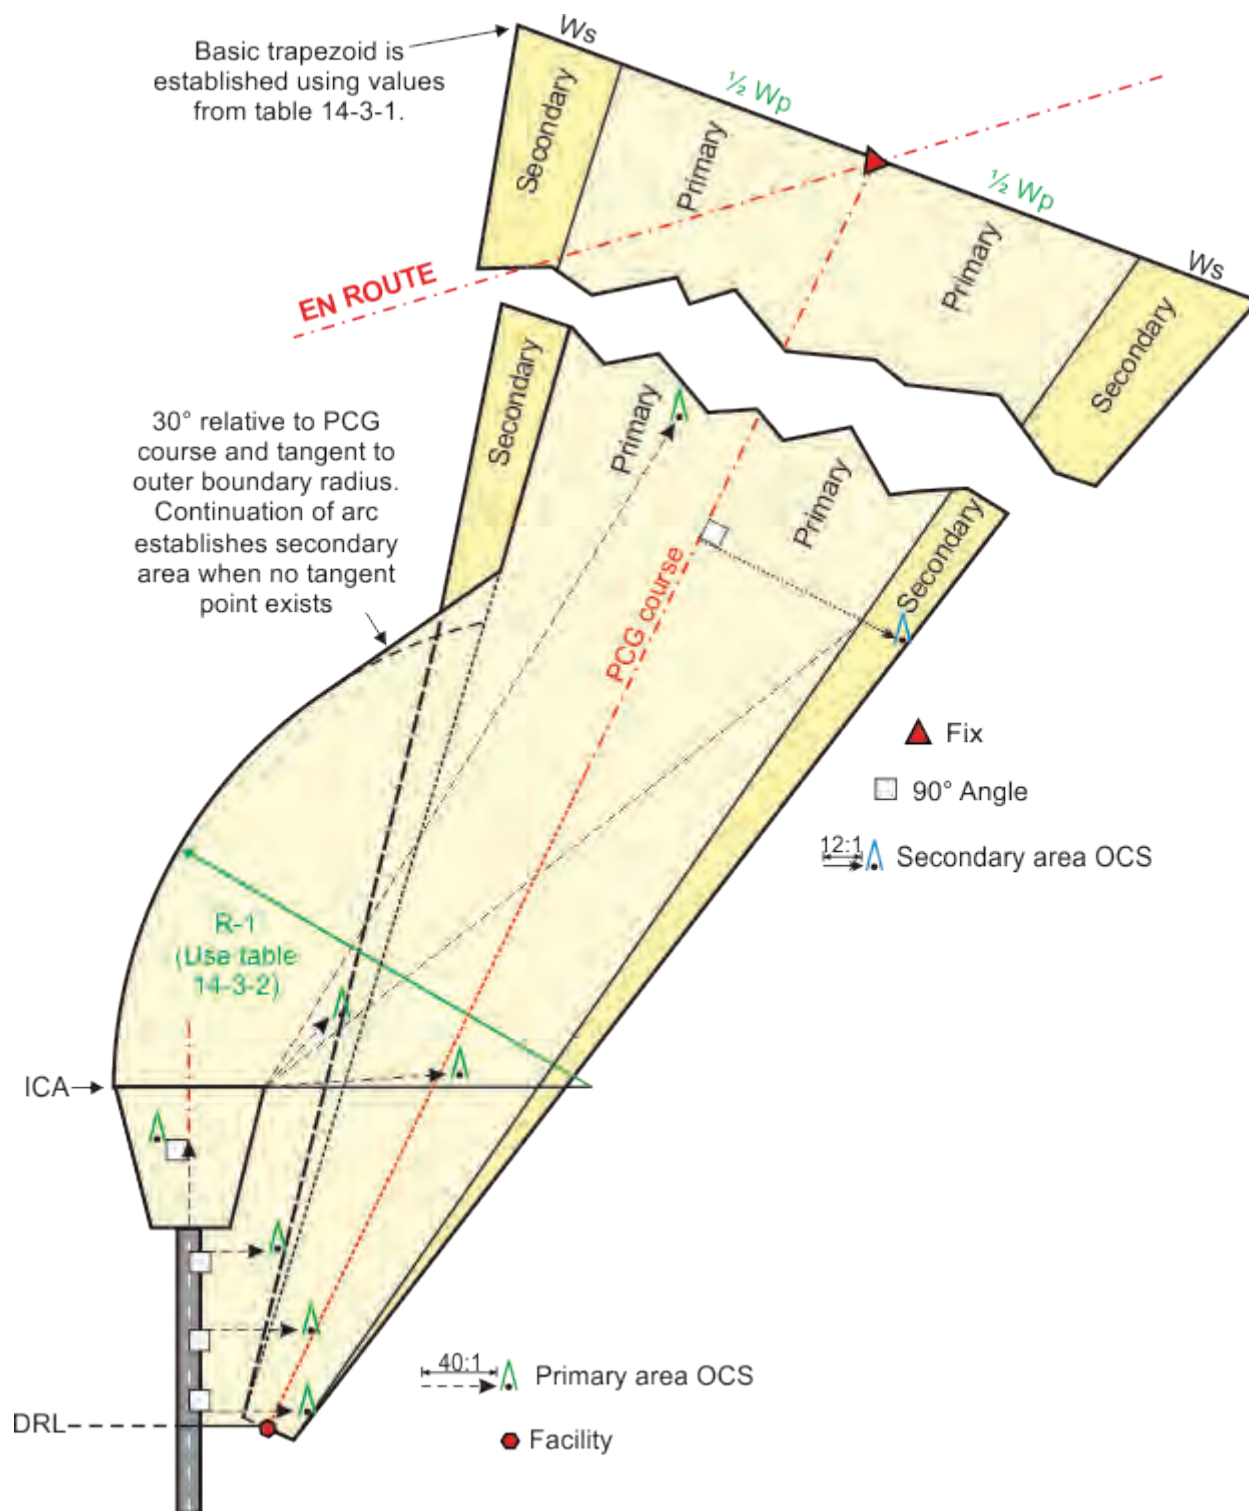 Ws
Basic trapezoid is
established using values
from table 14-3-1.
½ Wp
Secondary
Primary
½ Wp
Primary
Ws
EN ROUTE
Secondary
Secondary
Primary
30° relative to PCG
course and tangent to
outer boundary radius.
Continuation of arc
establishes secondary
area when no tangent
point exists
Primary
Secondary
PCG course
Fix
90° Angle
12:1
Secondary area OCS
R-1
(Use table
14-3-2)
ICA
40:1
Primary area OCS
DRL
Facility